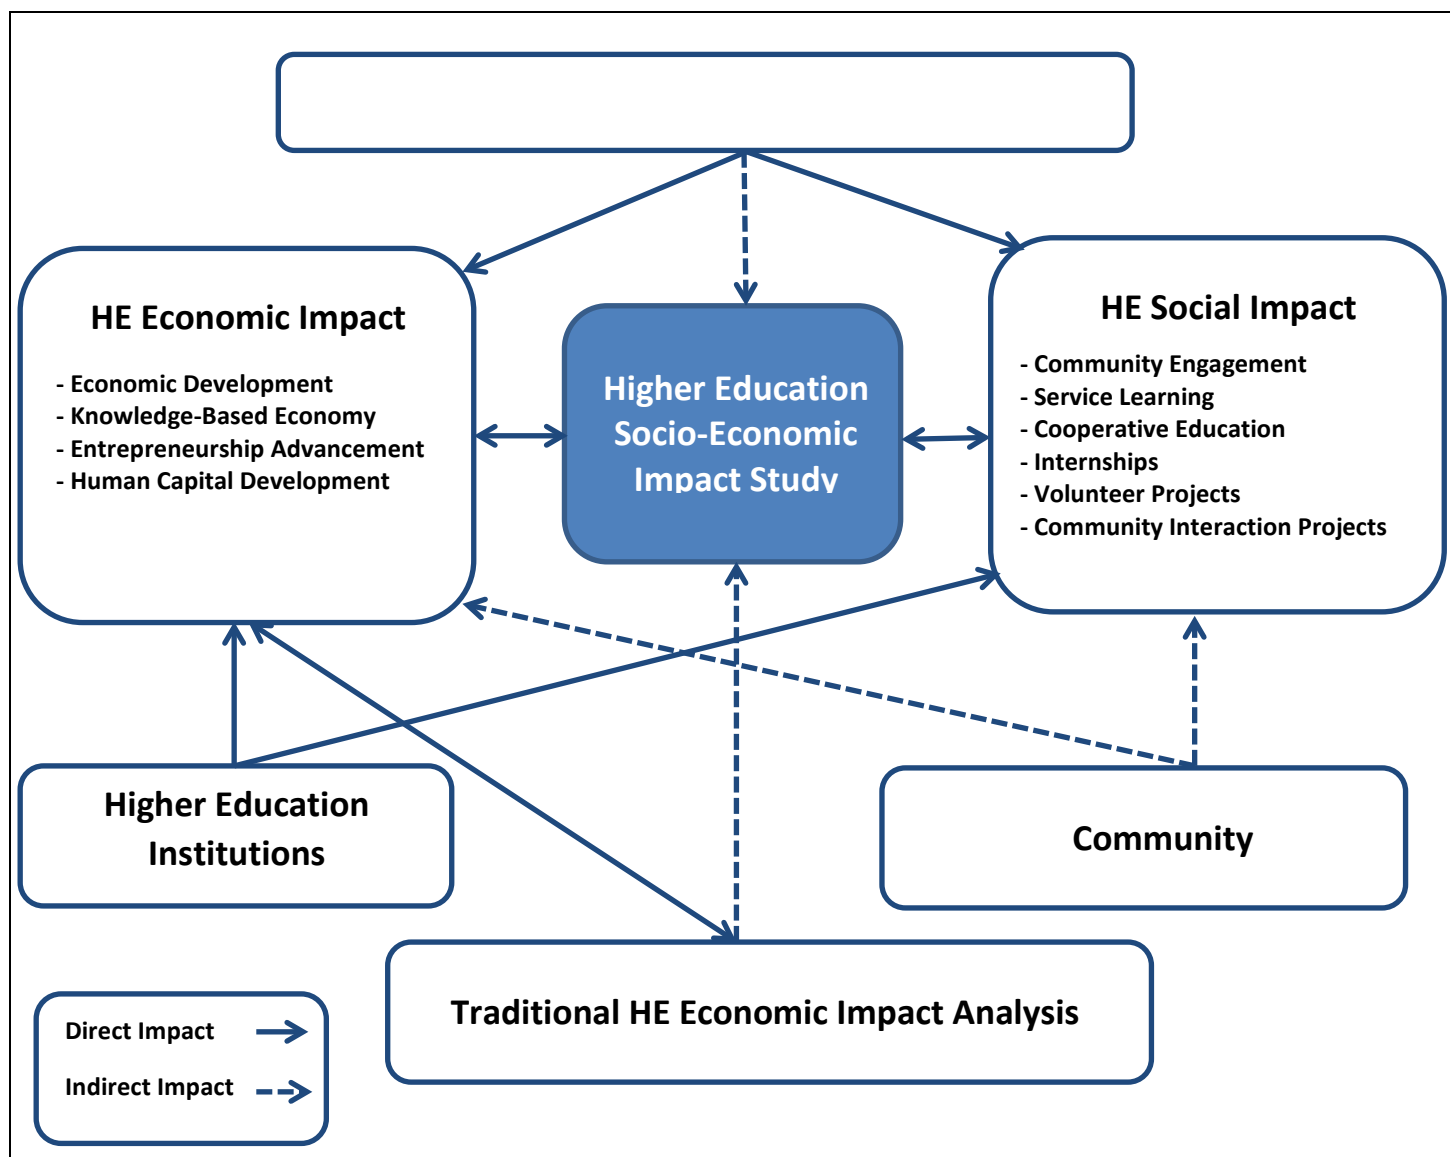 HE Economic Impact
- Economic Development
- Knowledge-Based Economy
- Entrepreneurship Advancement
- Human Capital Development
Higher Education
Socio-Economic
Impact Study
HE Social Impact
- Community Engagement
- Service Learning
- Cooperative Education
- Internships
- Volunteer Projects
- Community Interaction Projects
Higher Education
Institutions
Community
Traditional HE Economic Impact Analysis
Direct Impact
Indirect Impact